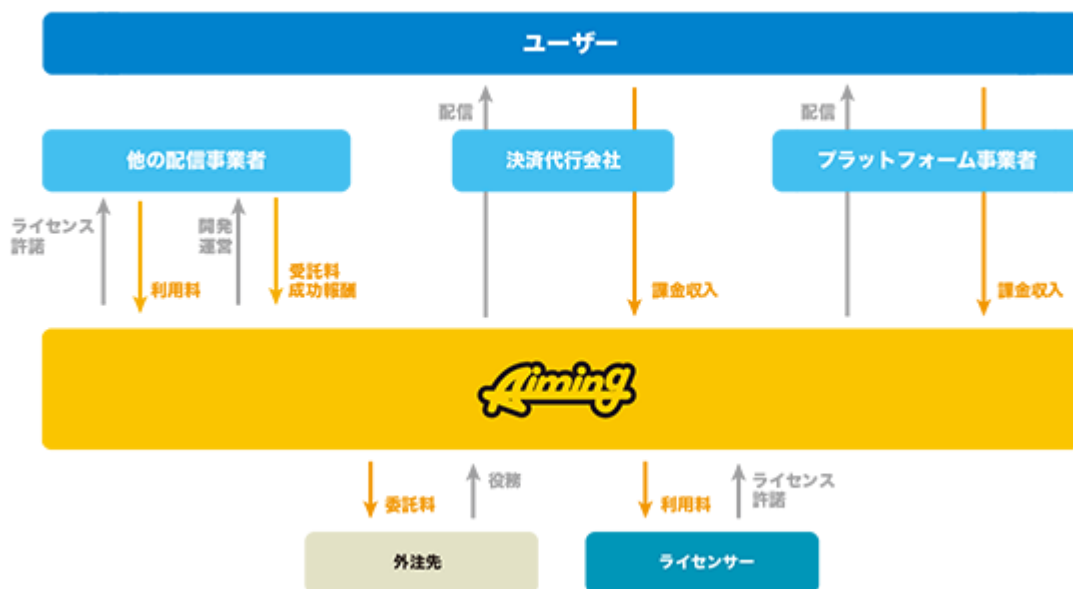 ユーザー
配信
配信
他の配信事業者
決済代行会社
プラットフォーム事業者
ライセンス
許諾
利用料
開発
運営
受託料
成功報酬
課金収入
課金収入
Aiming
委託料
役務
利用料
ライセンス
許諾
外注先
ライセンサー